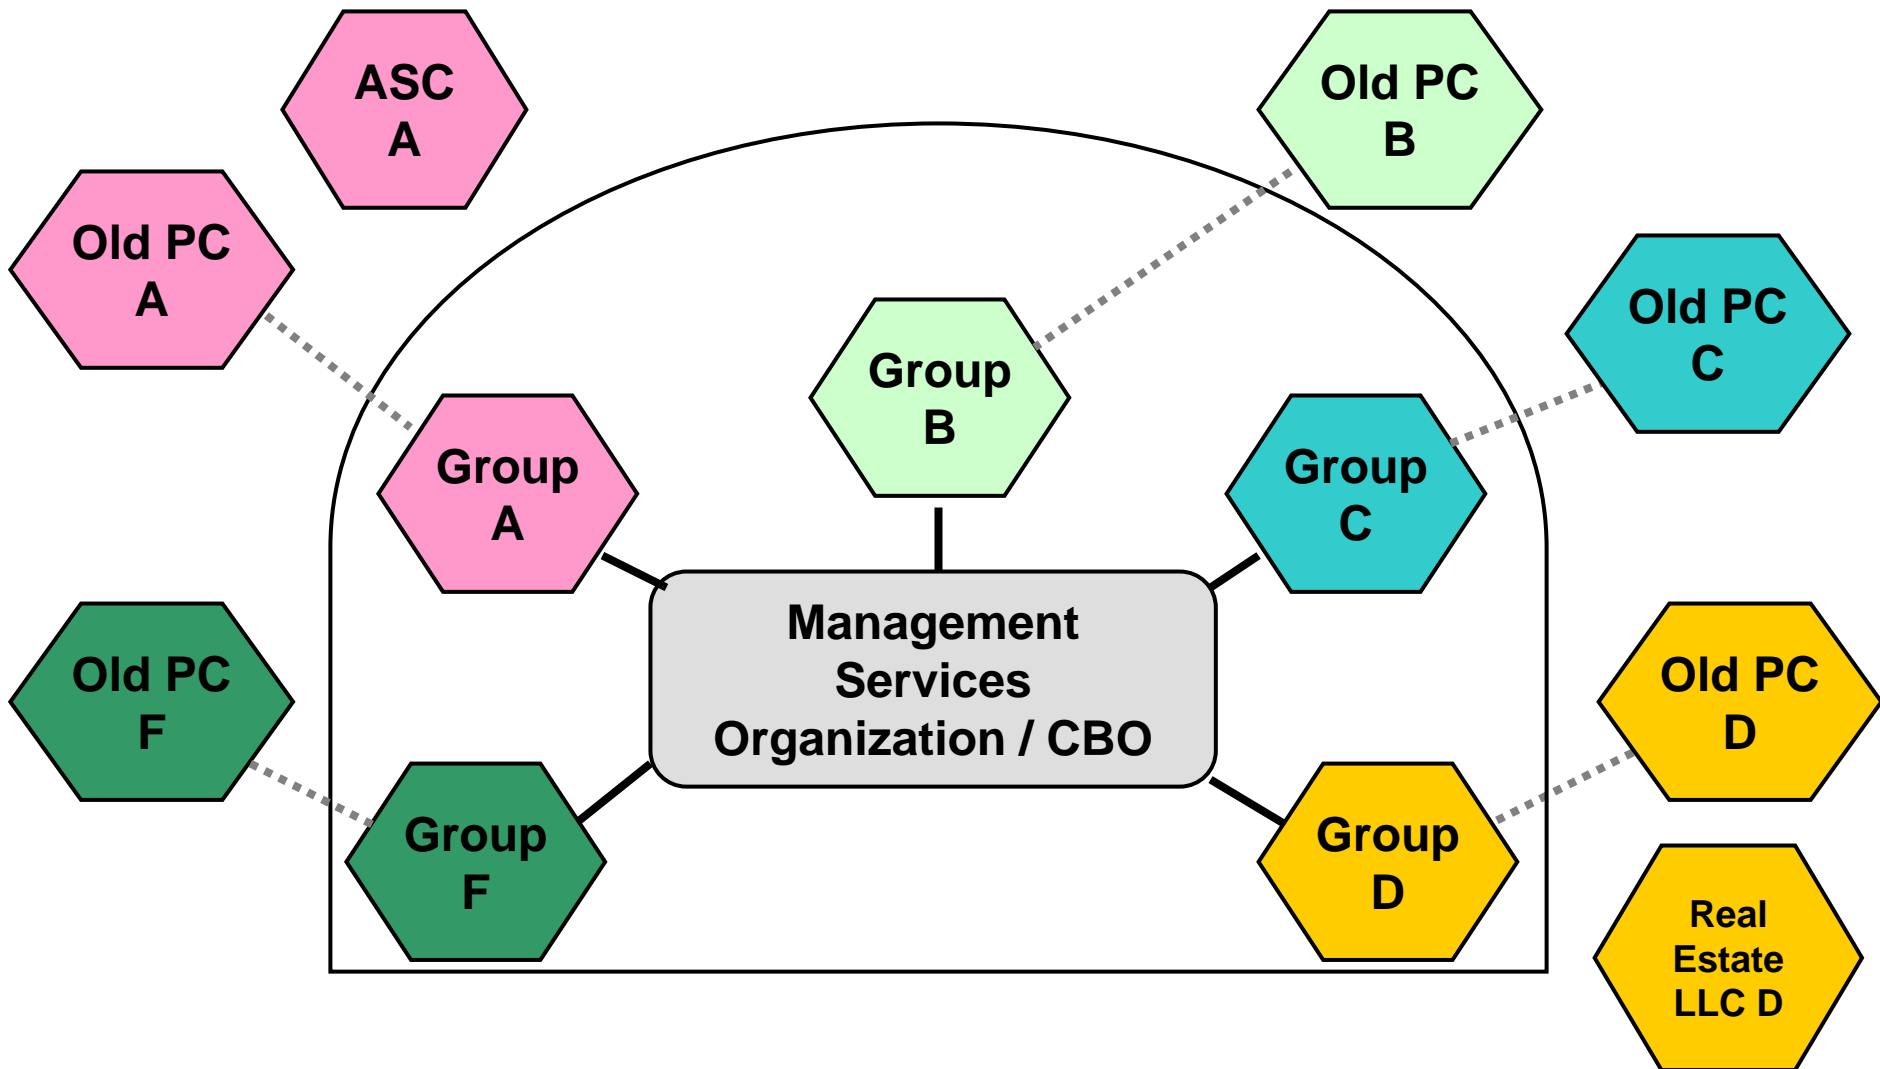 ASC
A
Old PC
B
Old PC
A
Old PC
C
Group
B
Group
A
Group
C
Management
Services
Organization / CBO
Old PC
F
Old PC
D
Group
F
Group
D
Real
Estate
LLC D